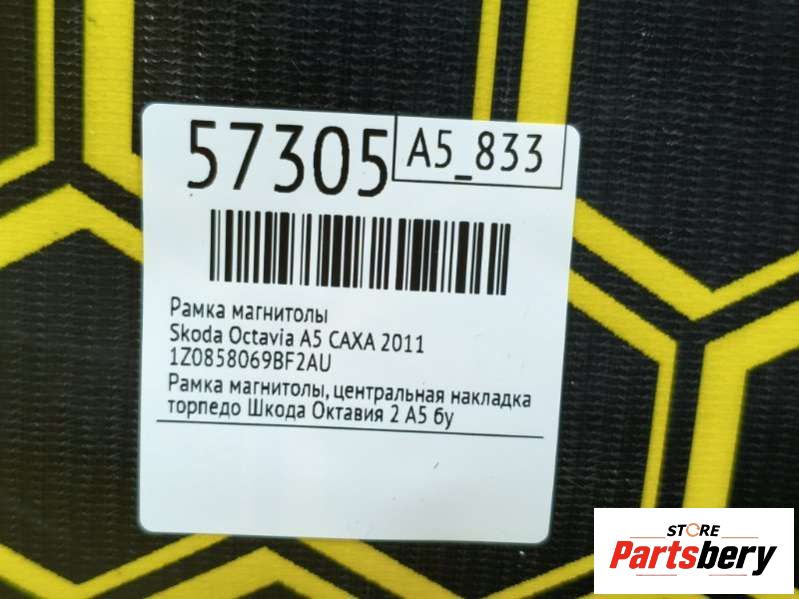 57305
A5_833
Рамка магнитолы
Skoda Octavia A5 CAXA 2011
1Z0858069BF2AU
Рамка магнитолы, центральная накладка
торпедо Шкода Октавия 2 А5 бу
STORE
Partsbery